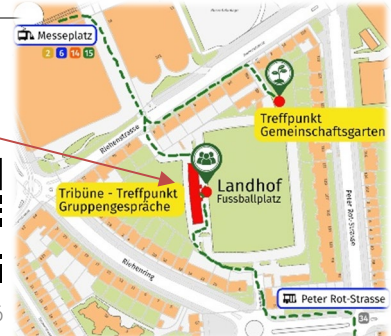 Messeplatz
2 6 14 15
Riehenstrasse
Treffpunkt
Gemeinschaftsgarten
Tribüne - Treffpunkt
Gruppengespräche
Landhof
Fussballplatz
Peter Rot-Strasse
Riehenring
Peter Rot-Strasse
34